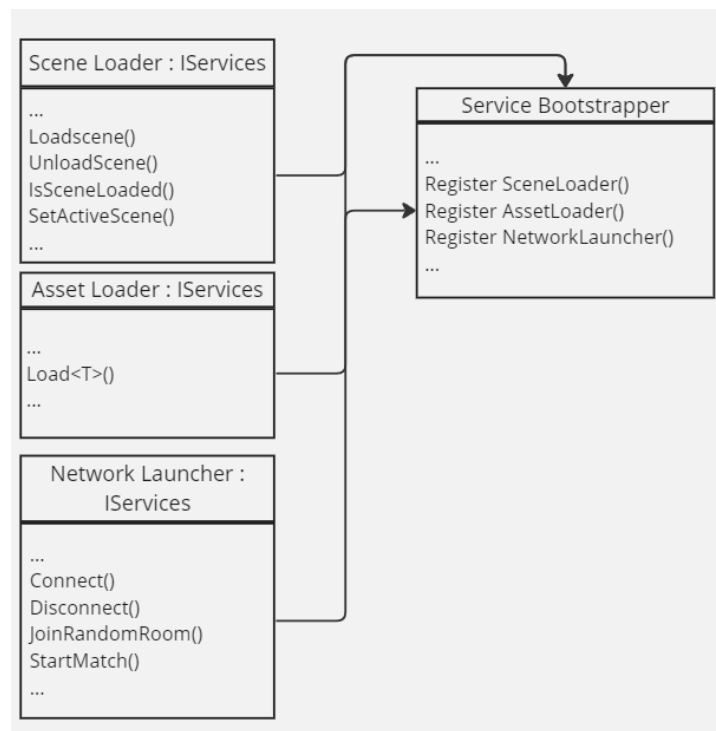 Scene Loader : IServices
...
Loadscene()
UnloadScene()
IsSceneLoaded()
SetActiveScene()
...
Asset Loader : IServices
...
Load<T>()
...
Network Launcher :
IServices
...
Connect()
Disconnect()
JoinRandomRoom()
StartMatch()
...
Service Bootstrapper
...
Register SceneLoader()
Register AssetLoader()
Register NetworkLauncher()
...